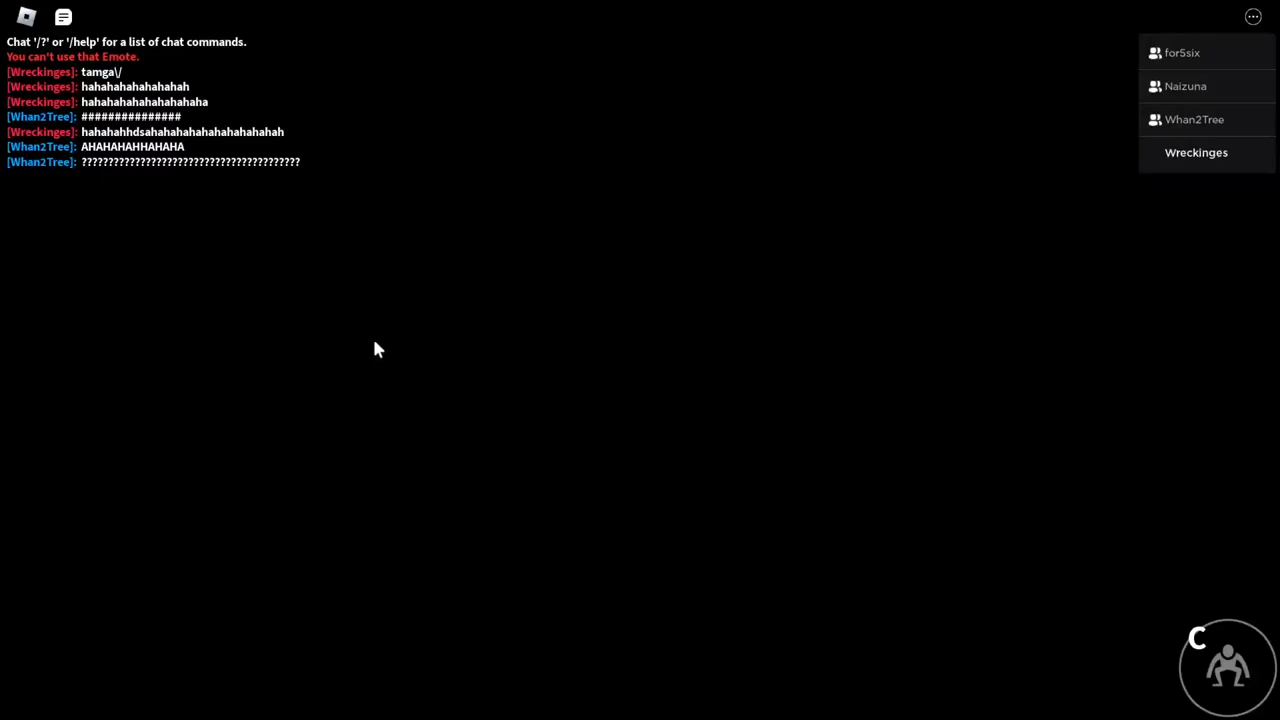 Chat '/?' or '/help' for a list of chat commands.
You can't use that Emote.
[Wreckinges]: tamga\/
[Wreckinges]: hahahahahahahahah
[Wreckinges]: hahahahahahahahahaha
[Whan2Tree]: ###############
[Wreckinges]: hahahahhdsahahahahahahahahahahah
[Whan2Tree]: AHAHAHAHHAHAHA
[Whan2Tree]: ?????????????????????????????????????????
for5six
Naizuna
Whan2Tree
Wreckinges
C